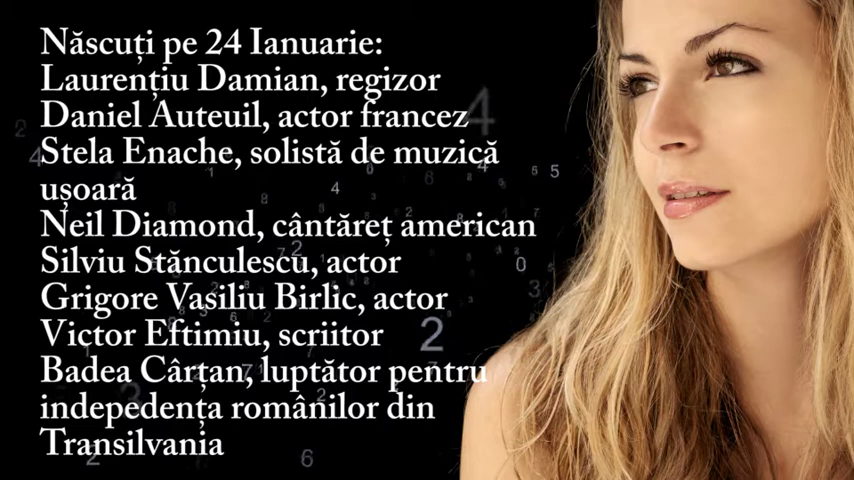 Născuți pe 24 Ianuarie:
Laurențiu Damian, regizor
Daniel Auteuil, actor francez
Stela Enache, solistă de muzică
ușoară
Neil Diamond, cântăreț american
Silviu Stănculescu, actor
Grigore Vasiliu Birlic, actor
Victor Eftimiu, scriitor
Badea Cârțan, luptător pentru
indepedența românilor din
Transilvania